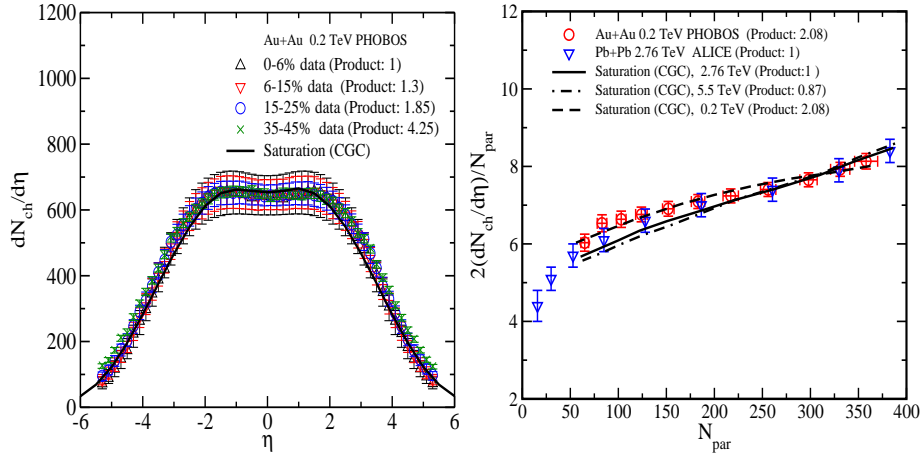 Au+Au 0.2 TeV PHOBOS
0-6% data (Product: 1)
6-15% data (Product: 1.3)
15-25% data (Product: 1.85)
35-45% data (Product: 4.25)
Saturation (CGC)
dN_ch/dη
800
700
600
500
400
300
200
100
0
-6 -4 -2 0 2 4 6
η
Au+Au 0.2 TeV PHOBOS (Product: 2.08)
Pb+Pb 2.76 TeV ALICE (Product: 1)
Saturation (CGC), 2.76 TeV (Product:1 )
Saturation (CGC), 5.5 TeV (Product: 0.87)
Saturation (CGC), 0.2 TeV (Product: 2.08)
2(dN_ch/dη)/N_par
12
10
8
6
4
2
0 50 100 150 200 250 300 350 400
N_par